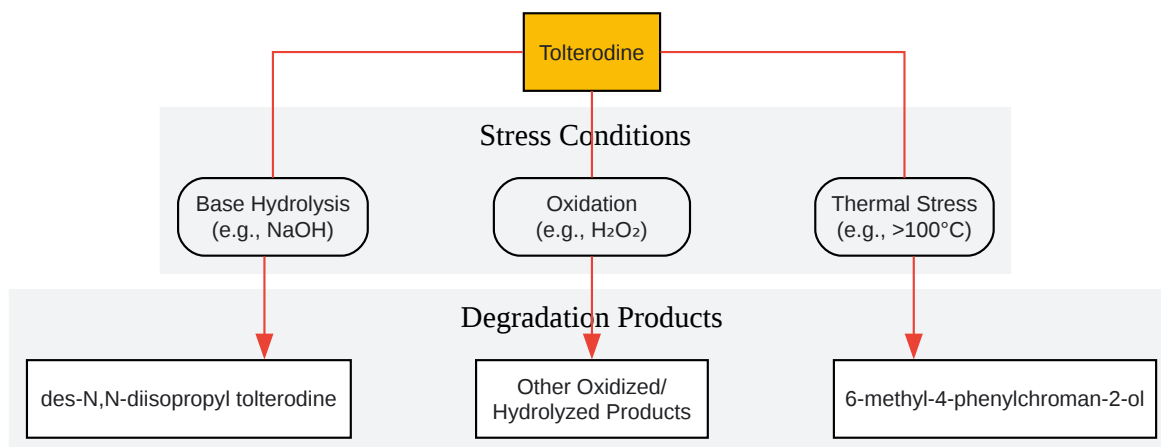 Tolterodine
Stress Conditions
Base Hydrolysis
(e.g., NaOH)
Oxidation
(e.g., H₂O₂)
Thermal Stress
(e.g., >100°C)
Degradation Products
des-N,N-diisopropyl tolterodine
Other Oxidized/
Hydrolyzed Products
6-methyl-4-phenylchroman-2-ol